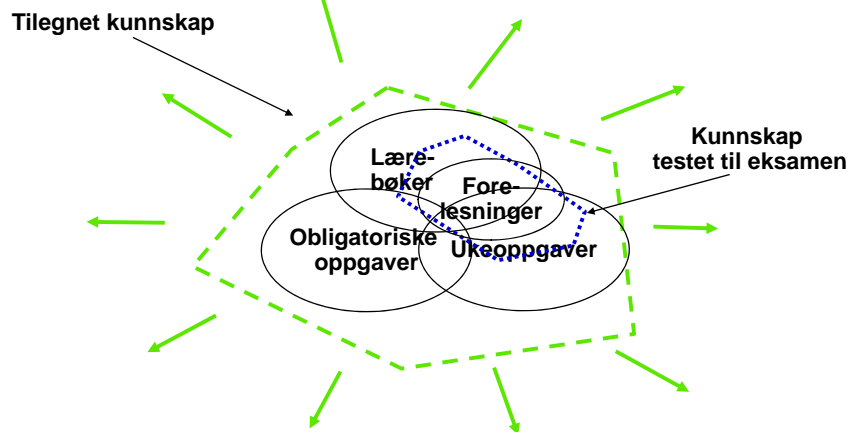 Tilegnet kunnskap
Kunnskap
testet til eksamen
Lære-
bøker
Fore-
lesninger
Obligatoriske
oppgaver
Ukeoppgaver